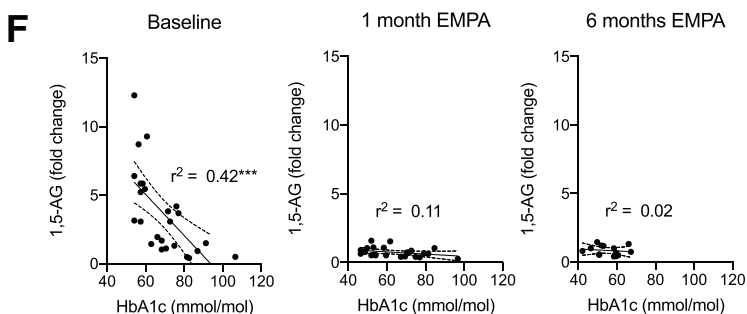 F
Baseline
15
10
5
0
40 60 80 100 120
1,5-AG (fold change)
HbA1c (mmol/mol)
r2 = 0.42***
1 month EMPA
15
10
5
0
40 60 80 100 120
1,5-AG (fold change)
HbA1c (mmol/mol)
r2 = 0.11
6 months EMPA
15
10
5
0
40 60 80 100 120
1,5-AG (fold change)
HbA1c (mmol/mol)
r2 = 0.02